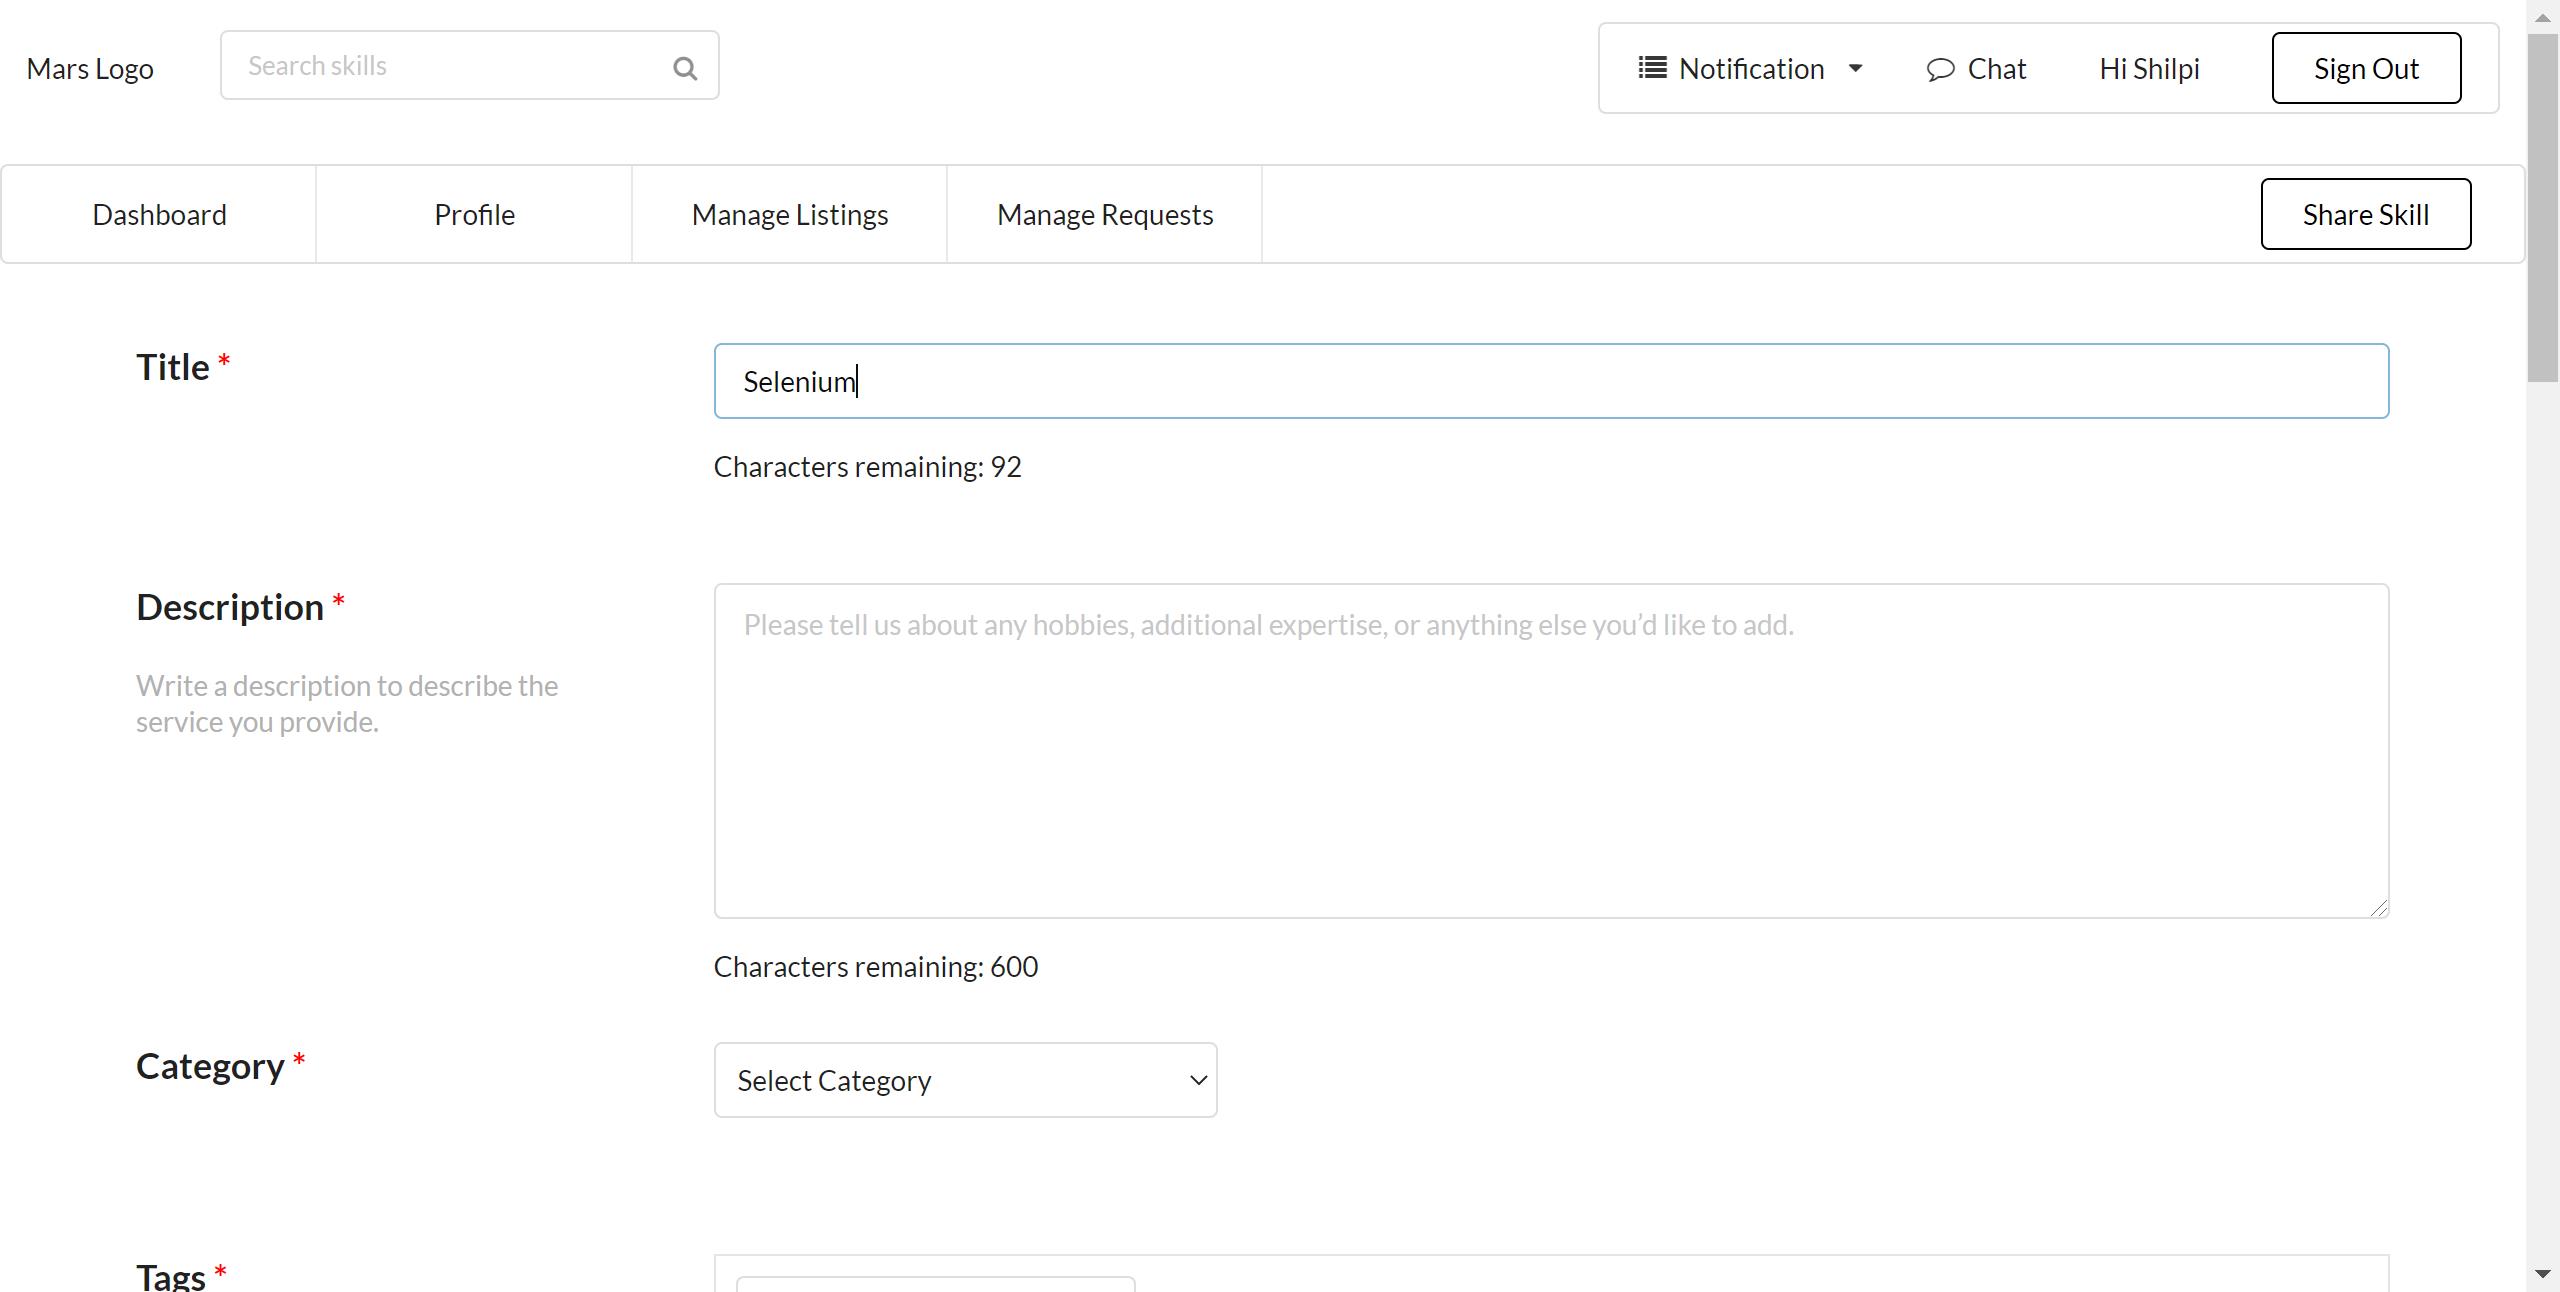 Mars Logo
Search skills
Notification
Chat
Hi Shilpi
Sign Out
Dashboard
Profile
Manage Listings
Manage Requests
Share Skill
Title *
Selenium
Characters remaining: 92
Description *
Write a description to describe the
service you provide.
Please tell us about any hobbies, additional expertise, or anything else you’d like to add.
Characters remaining: 600
Category *
Select Category
Tags *